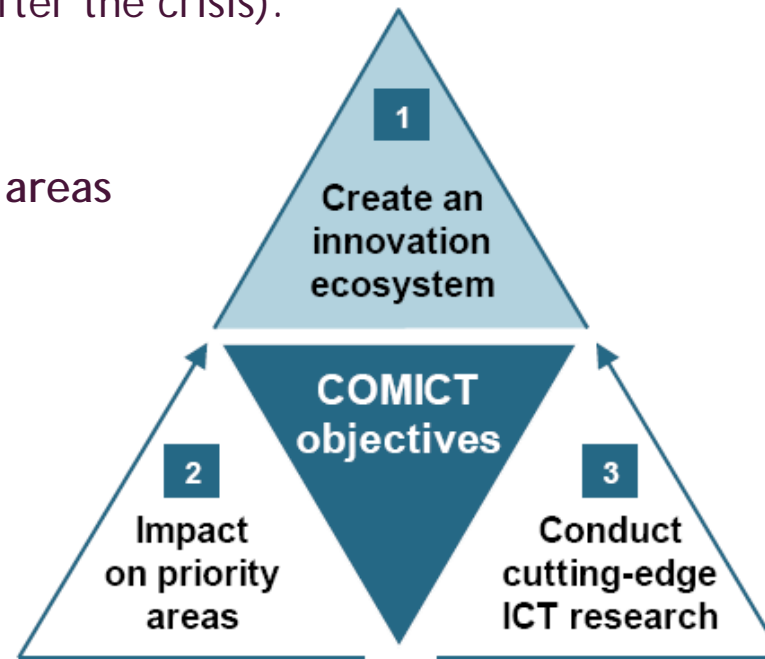 after the crisis).
1
areas
Create an
innovation
ecosystem
COMICT
objectives
2
Impact
on priority
areas
3
Conduct
cutting-edge
ICT research